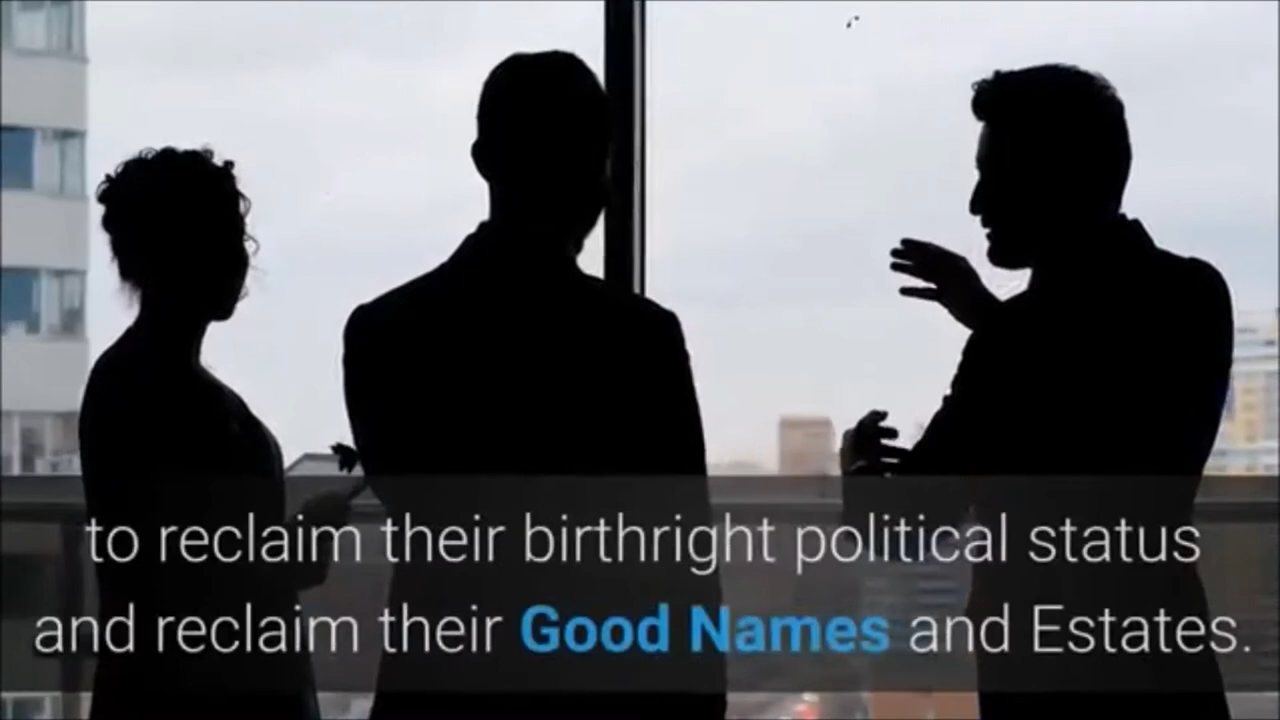 to reclaim their birthright political status
and reclaim their Good Names and Estates.